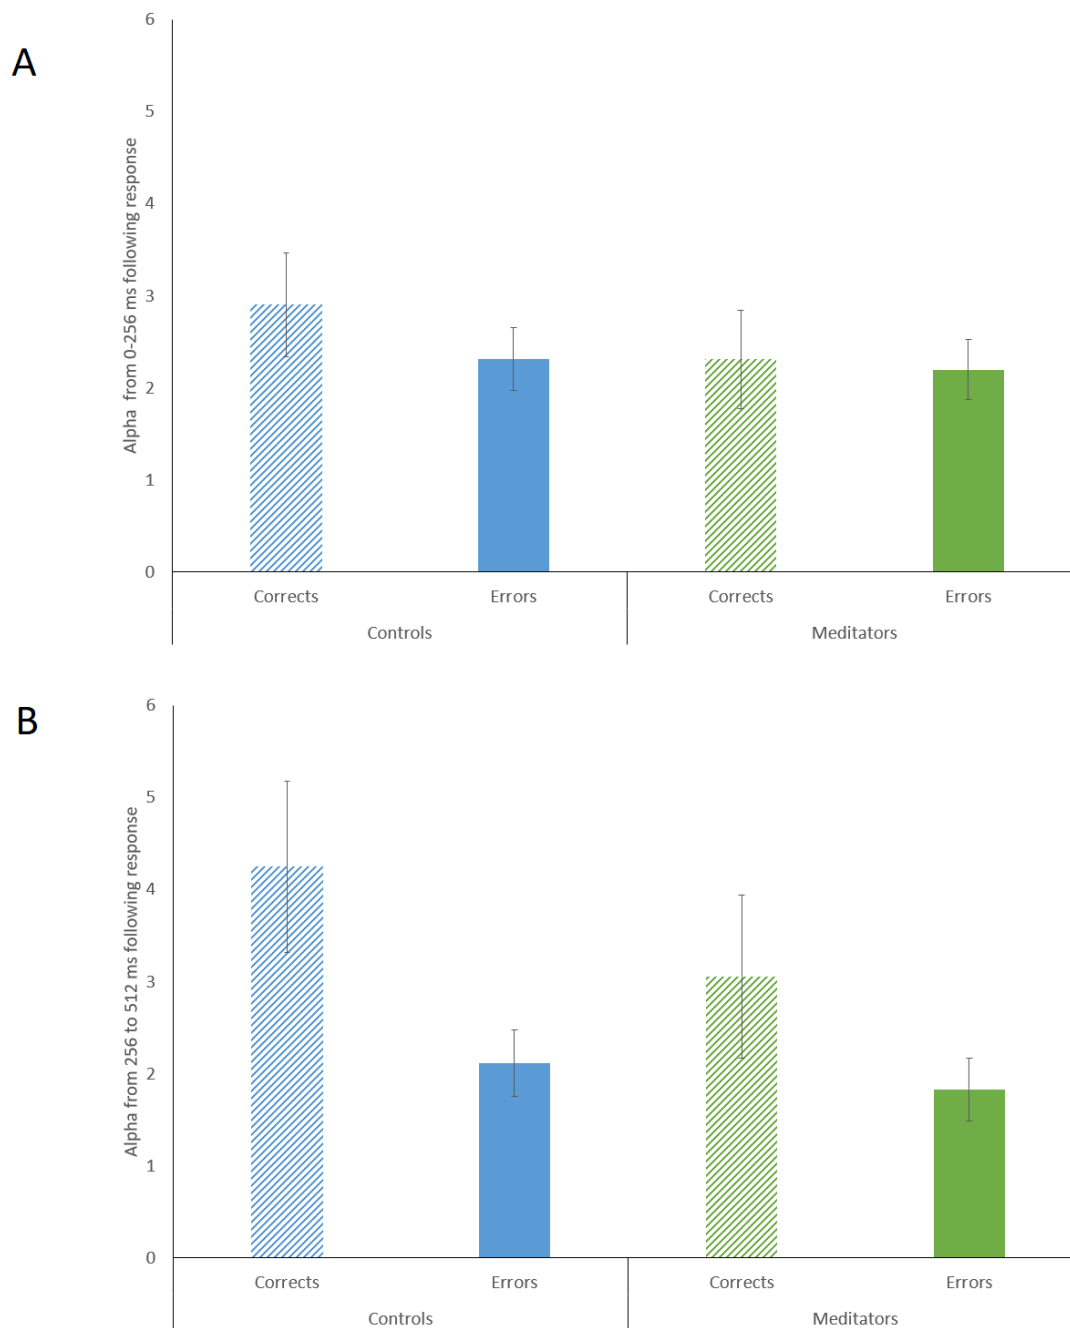 A
Alpha  from 0-256 ms following response
6
5
4
3
2
1
0
Corrects
Errors
Corrects
Errors
Controls
Meditators
B
Alpha from 256 to 512 ms following response
6
5
4
3
2
1
0
Corrects
Errors
Corrects
Errors
Controls
Meditators